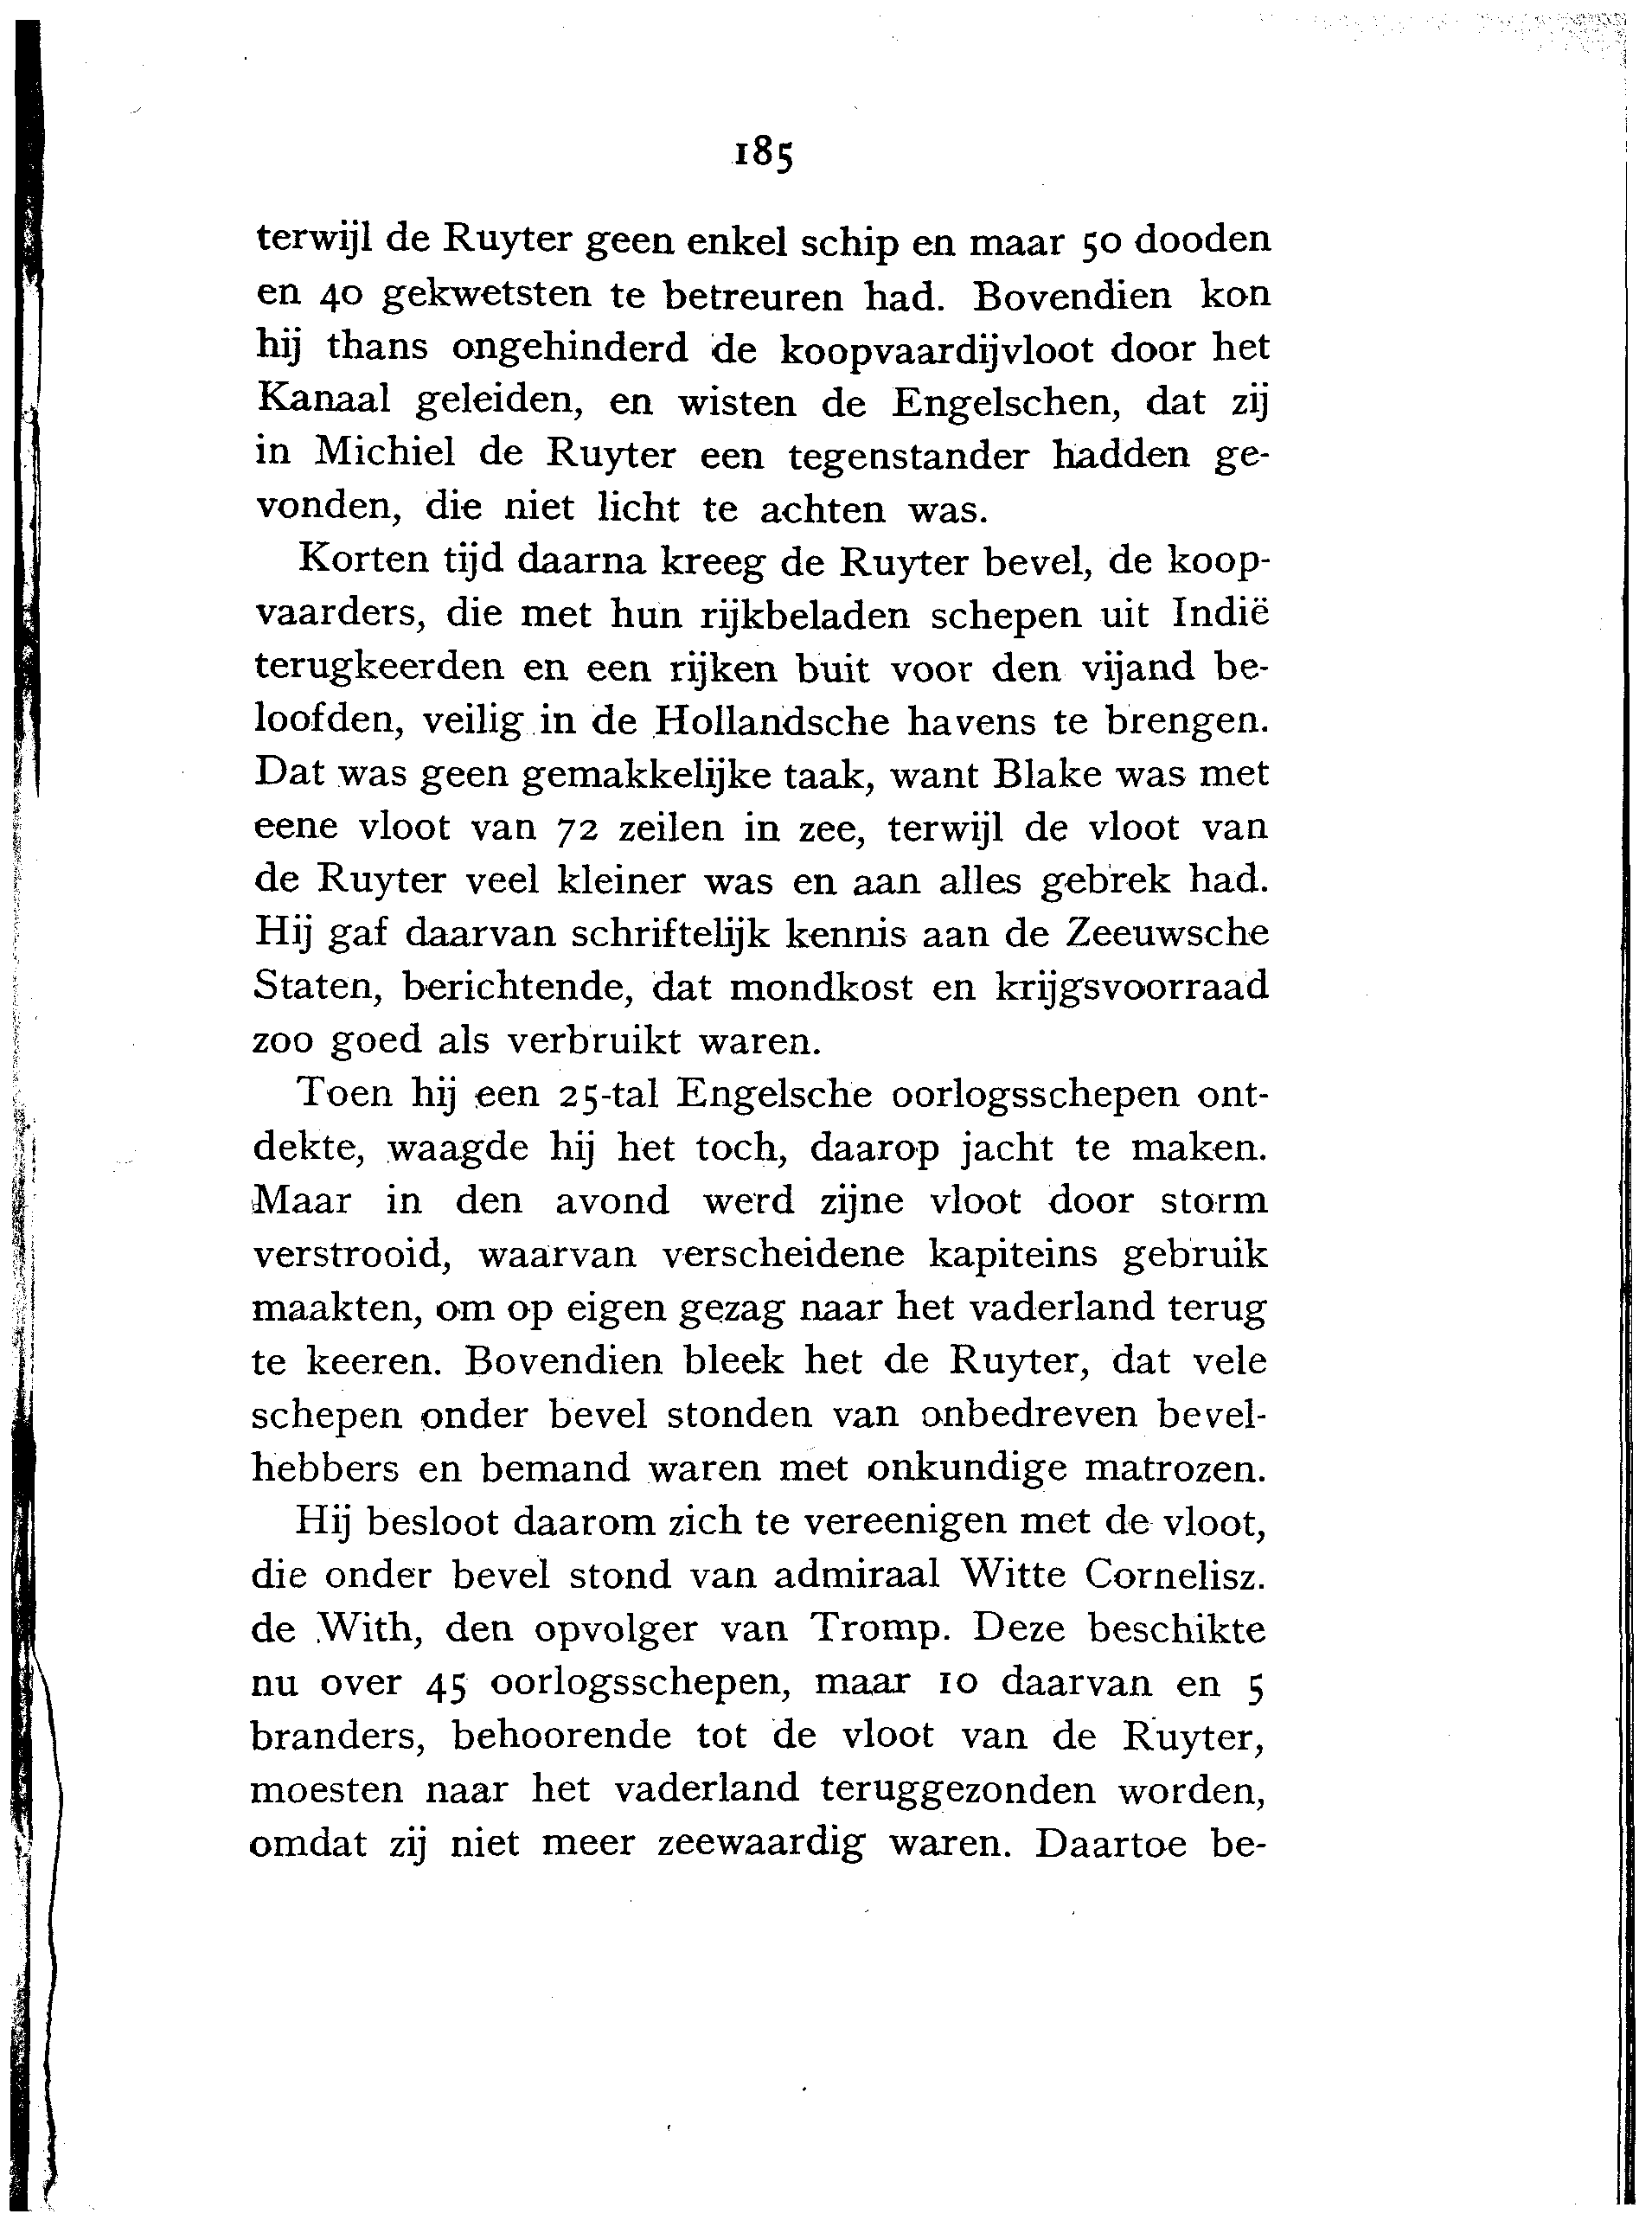 185
terwijl de Ruyter geen enkel schip en maar 50 dooden
en 40 gekwetsten te betreuren had. Bovendien kon
hij thans ongehinderd de koopvaardijvloot door het
Kanaal geleiden, en wisten de Engelschen, dat zij
in Michiel de Ruyter een tegenstander hadden ge-
vonden, die niet licht te achten was.
Korten tijd daarna kreeg de Ruyter bevel, de koop-
vaarders, die met hun rijkbeladen schepen uit Indië
terugkeerden en een rijken buit voor den vijand be-
loofden, veilig in de Hollandsche havens te brengen.
Dat was geen gemakkelijke taak, want Blake was met
eene vloot van 72 zeilen in zee, terwijl de vloot van
de Ruyter veel kleiner was en aan alles gebrek had.
Hij gaf daarvan schriftelijk kennis aan de Zeeuwsche
Staten, berichtende, dat mondkost en krijgsvoorraad
zoo goed als verbruikt waren.
Toen hij een 25-tal Engelsche oorlogsschepen ont-
dekte, waagde hij het toch, daarop jacht te maken.
Maar in den avond werd zijne vloot door storm
verstrooid, waarvan verscheidene kapiteins gebruik
maakten, om op eigen gezag naar het vaderland terug
te keeren. Bovendien bleek het de Ruyter, dat vele
schepen onder bevel stonden van onbedreven bevel-
hebbers en bemand waren met onkundige matrozen.
Hij besloot daarom zich te vereenigen met de vloot,
die onder bevel stond van admiraal Witte Cornelisz.
de With, den opvolger van Tromp. Deze beschikte
nu over 45 oorlogsschepen, maar 10 daarvan en 5
branders, behoorende tot de vloot van de Ruyter,
moesten naar het vaderland teruggezonden worden,
omdat zij niet meer zeewaardig waren. Daartoe be-